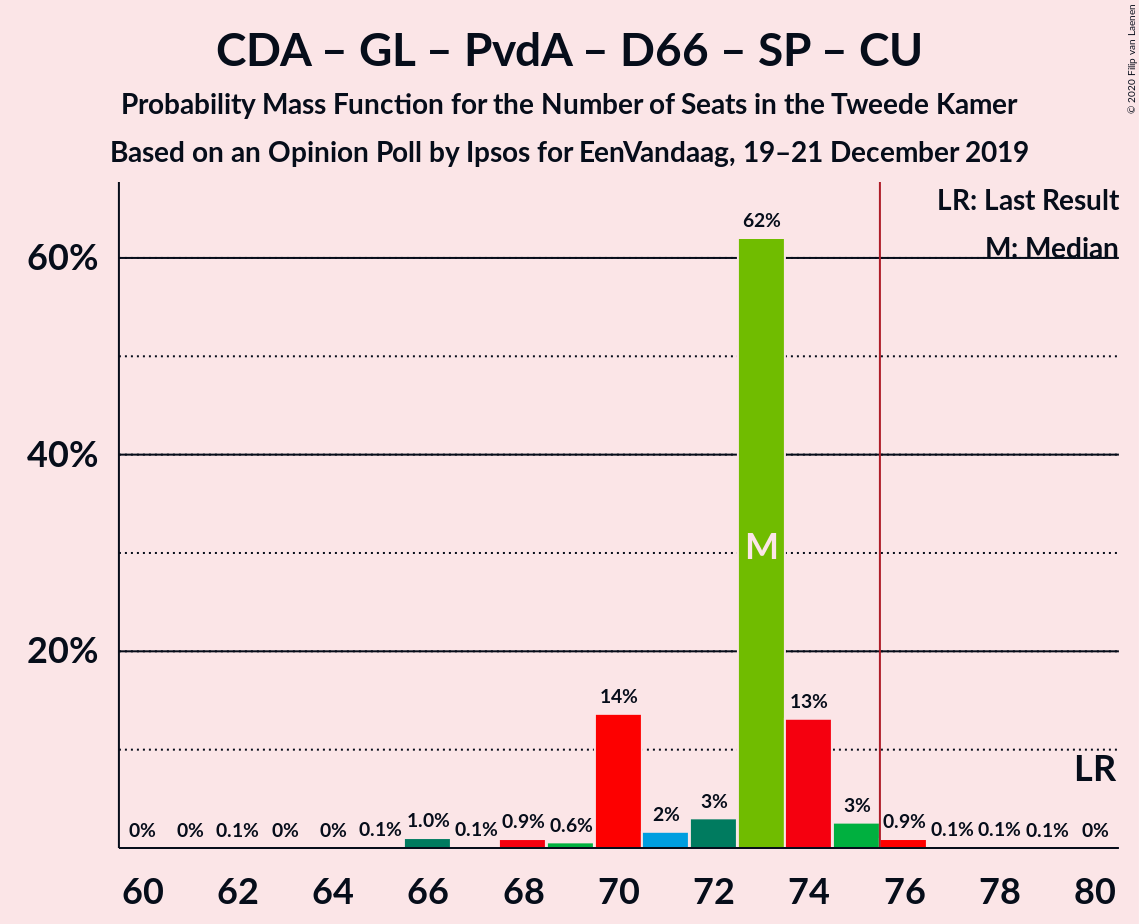 CDA – GL – PvdA – D66 – SP – CU
Probability Mass Function for the Number of Seats in the Tweede Kamer
Based on an Opinion Poll by Ipsos for EenVandaag, 19–21 December 2019
© 2020 Filip van Laenen
LR: Last Result
M: Median
60%
40%
20%
62%
M
14%
13%
LR
0% 0% 0.1% 0% 0% 0.1% 1.0% 0.1% 0.9% 0.6% 2% 3% 3% 0.9% 0.1% 0.1% 0.1% 0%
60 62 64 66 68 70 72 74 76 78 80